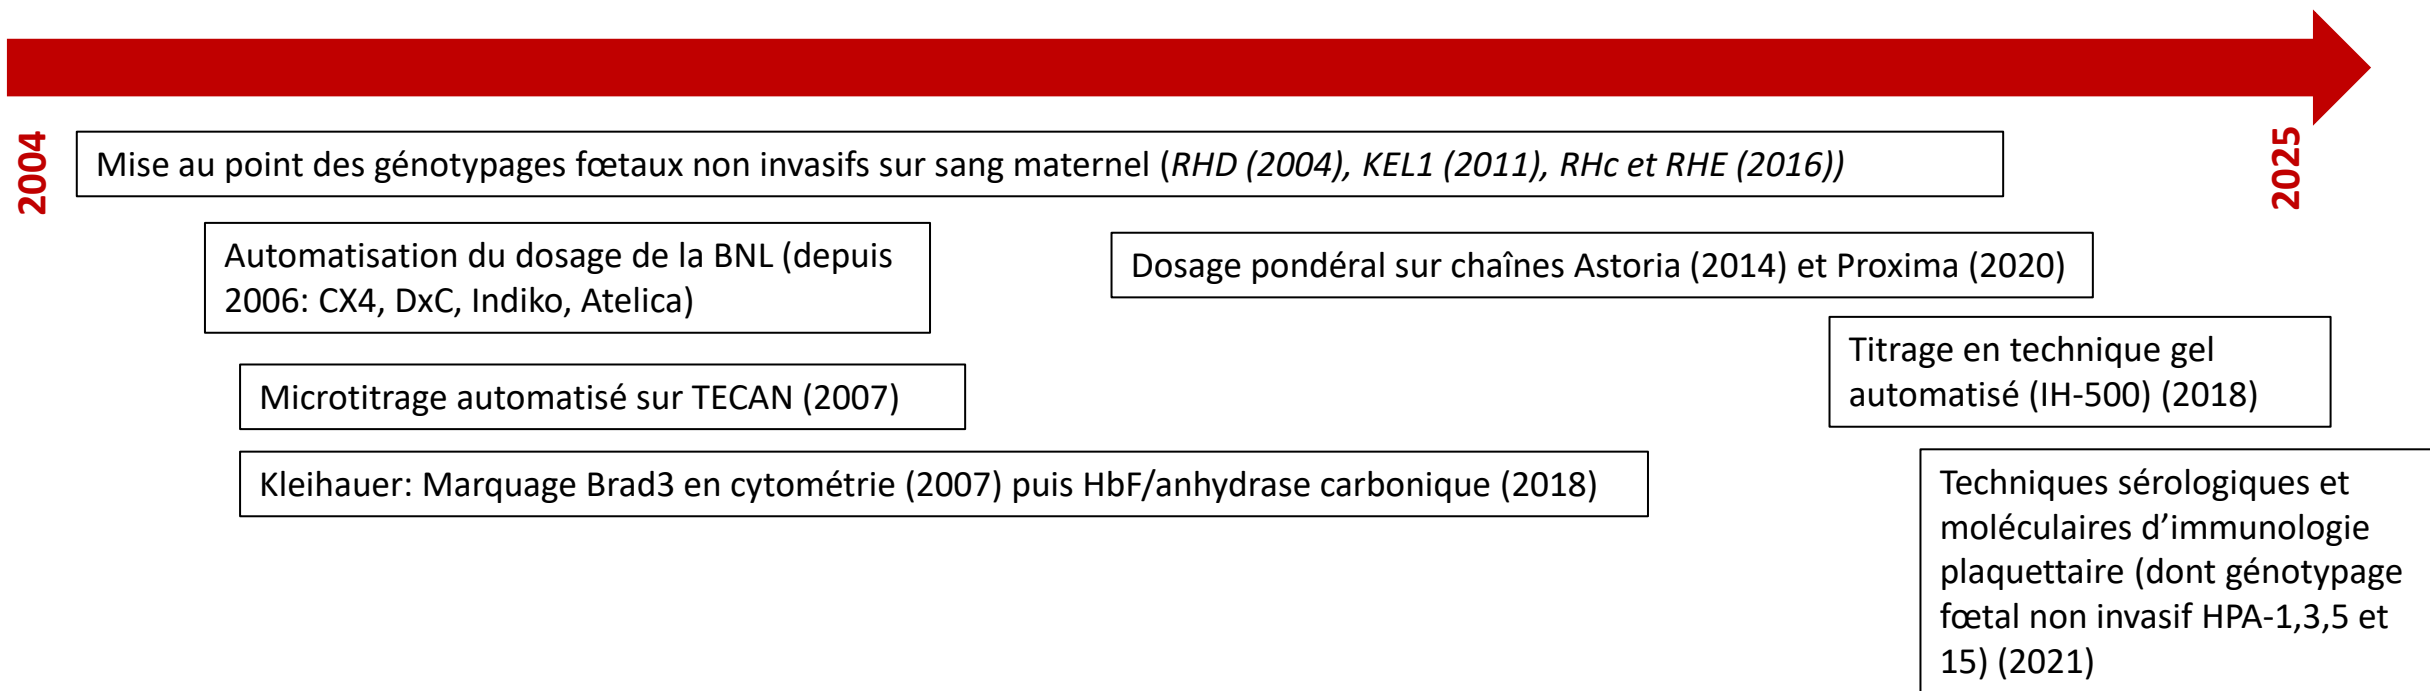 2004
2025
Mise au point des génotypages fœtaux non invasifs sur sang maternel (RHD (2004), KEL1 (2011), RHc et RHE (2016))
Automatisation du dosage de la BNL (depuis
2006: CX4, DxC, Indiko, Atelica)
Dosage pondéral sur chaînes Astoria (2014) et Proxima (2020)
Titrage en technique gel
automatisé (IH-500) (2018)
Microtitrage automatisé sur TECAN (2007)
Kleihauer: Marquage Brad3 en cytométrie (2007) puis HbF/anhydrase carbonique (2018)
Techniques sérologiques et
moléculaires d’immunologie
plaquettaire (dont génotypage
fœtal non invasif HPA-1,3,5 et
15) (2021)